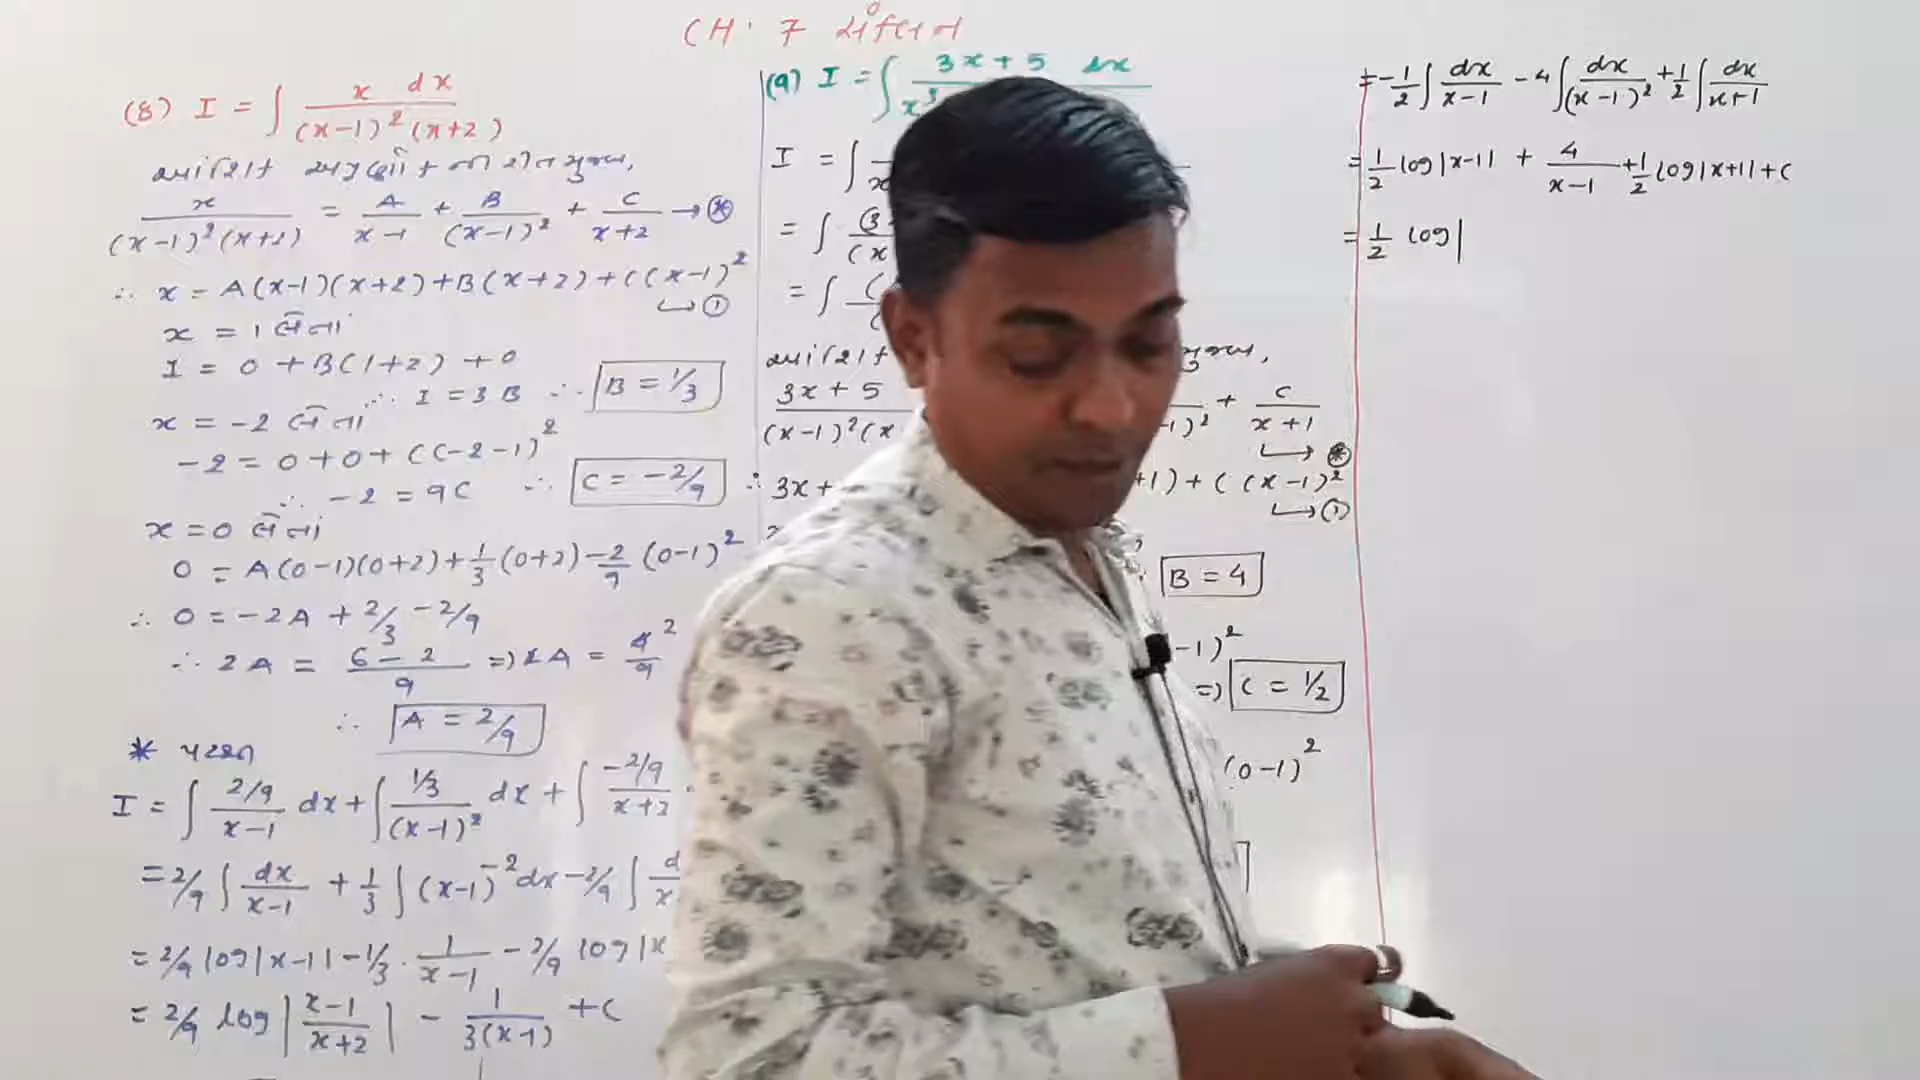 CH. 7 સંકલન
(8) I = ∫ x dx / (x-1)² (x+2)
x / (x-1)² (x+2) = A / x-1 + B / (x-1)² + C / x+2 → ⊛
∴ x = A(x-1)(x+2) + B(x+2) + C(x-1)²
↳ ①
x = 1 લેતાં
1 = 0 + B(1+2) + 0
∴ 1 = 3B ∴ B = 1/3
x = -2 લેતાં
-2 = 0 + 0 + C(-2-1)²
∴ -2 = 9C ∴ C = -2/9
x = 0 લેતાં
0 = A(0-1)(0+2) + 1/3 (0+2) - 2/9 (0-1)²
∴ 0 = -2A + 2/3 - 2/9
∴ 2A = 6-2 / 9 => 2A = 4 2 / 9
∴ A = 2/9
I = ∫ 2/9 / x-1 dx + ∫ 1/3 / (x-1)² dx + ∫ -2/9 / x+2
= 2/9 ∫ dx / x-1 + 1/3 ∫ (x-1)⁻² dx - 2/9 ∫ d / x
= 2/9 log|x-1| - 1/3 · 1 / x-1 - 2/9 log|x
= 2/9 log | x-1 / x+2 | - 1 / 3(x-1) + C
(9) I = ∫ 3x + 5 dx / x³
I = ∫
= ∫ (3 / (x
= ∫ (
3x + 5 / (x-1)² (x
-1)² + C / x+1
↳ ⊛
∴ 3x +
+1) + C (x-1)²
↳ ①
B = 4
-1)²
=> C = 1/2
(0-1)²
= -1/2 ∫ dx / x-1 - 4 ∫ dx / (x-1)² + 1/2 ∫ dx / x+1
= 1/2 log|x-1| + 4 / x-1 + 1/2 log|x+1| + C
= 1/2 log|